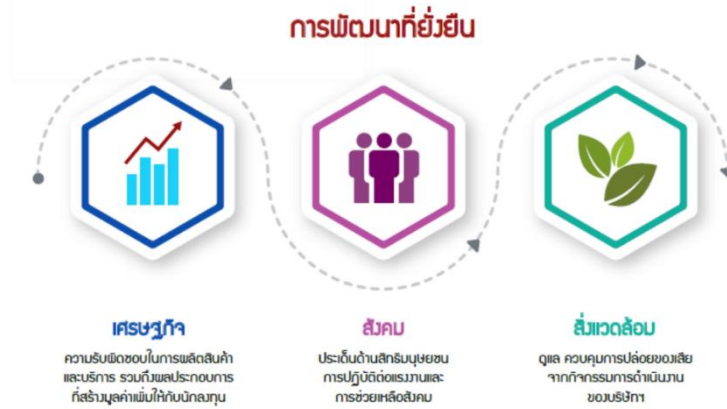 การพัฒนาที่ยั่งยืน
เศรษฐกิจ
ความรับผิดชอบในการผลิตสินค้า
และบริการ รวมถึงผลประกอบการ
ที่สร้างมูลค่าเพิ่มให้กับนักลงทุน
สังคม
ประเด็นด้านสิทธิมนุษยชน
การปฏิบัติต่อแรงงานและ
การช่วยเหลือสังคม
สิ่งแวดล้อม
ดูแล ควบคุมการปล่อยของเสีย
จากกิจกรรมการดำเนินงาน
ของบริษัทฯ